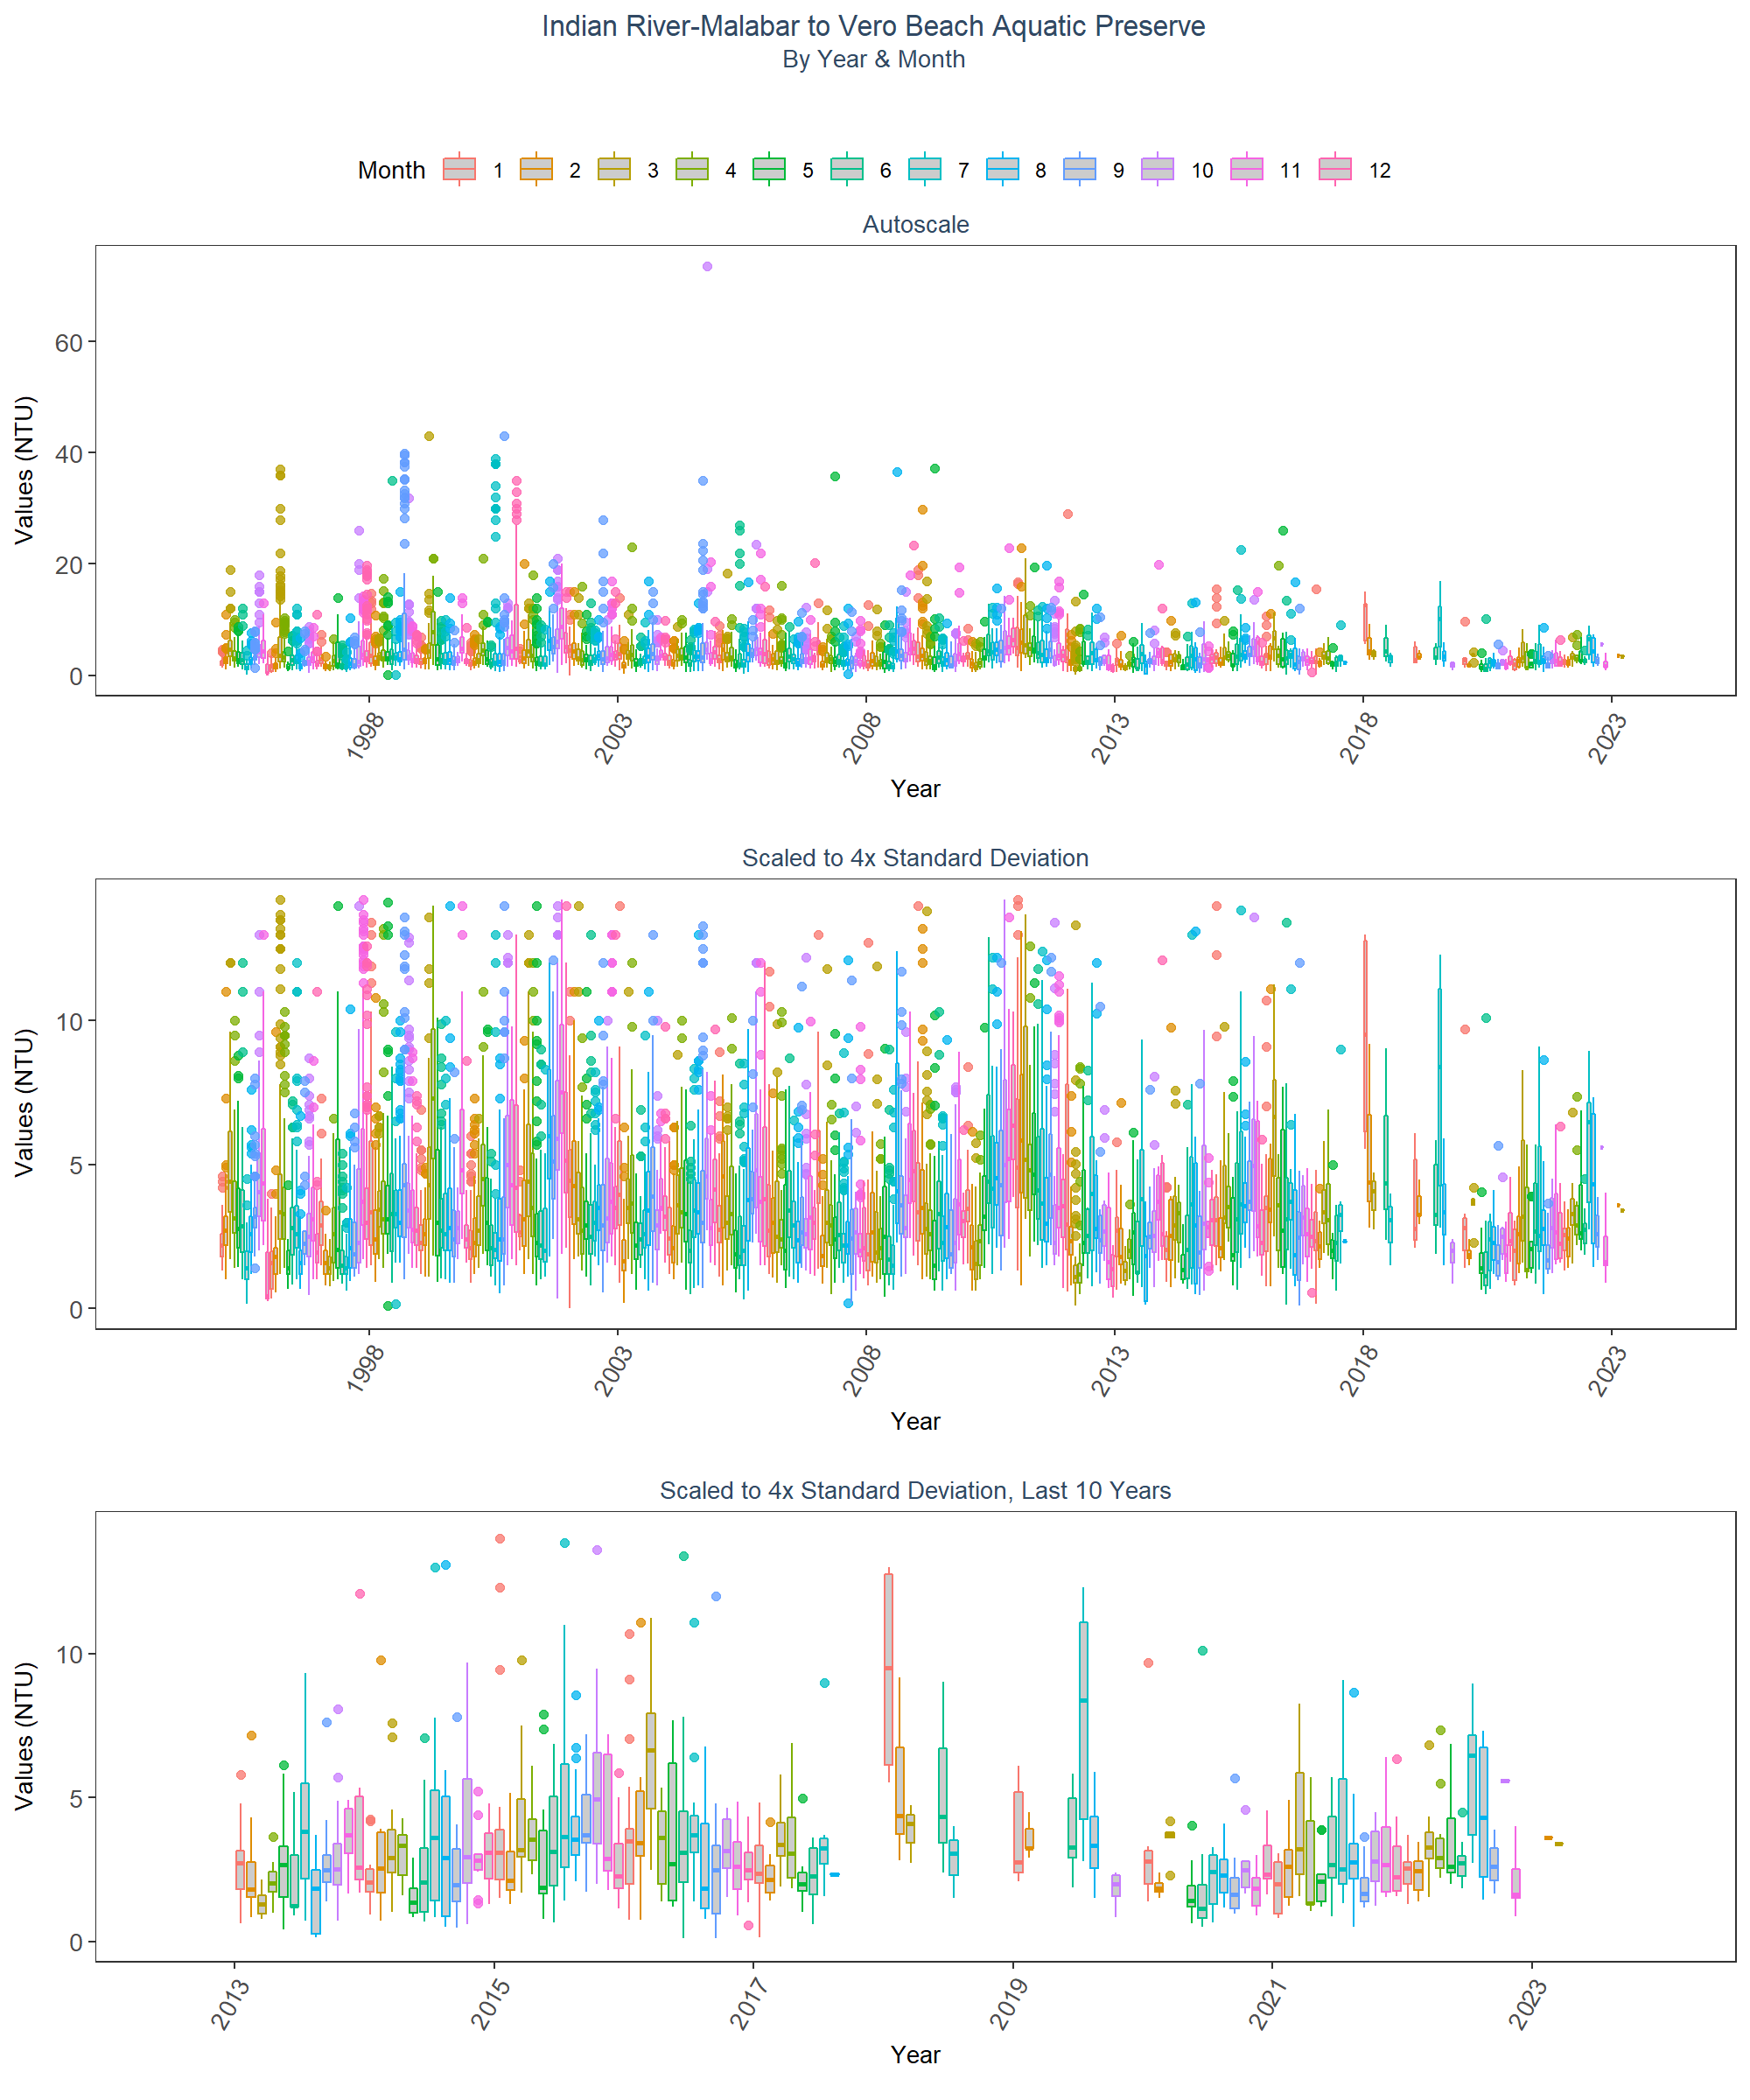 Indian River-Malabar to Vero Beach Aquatic Preserve
By Year & Month
Month 1 2 3 4 5 6 7 8 9 10 11 12
Autoscale
Values (NTU)
60
40
20
0
1998 2003 2008 2013 2018 2023
Year
Scaled to 4x Standard Deviation
Values (NTU)
10
5
0
1998 2003 2008 2013 2018 2023
Year
Scaled to 4x Standard Deviation, Last 10 Years
Values (NTU)
10
5
0
2013 2015 2017 2019 2021 2023
Year